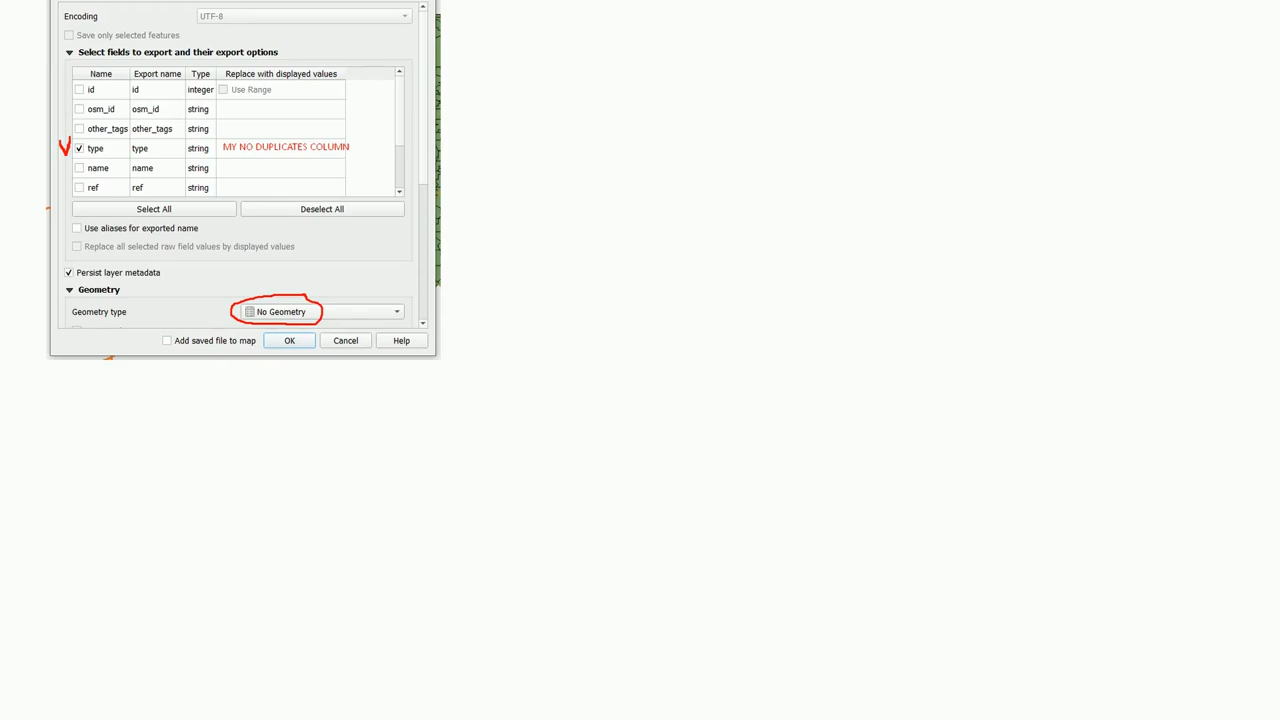 Encoding UTF-8
Save only selected features
Select fields to export and their export options
Name Export name Type Replace with displayed values
id id integer Use Range
osm_id osm_id string
other_tags other_tags string
type type string MY NO DUPLICATES COLUMN
name name string
ref ref string
Select All Deselect All
Use aliases for exported name
Replace all selected raw field values by displayed values
Persist layer metadata
Geometry
Geometry type No Geometry
Add saved file to map OK Cancel Help